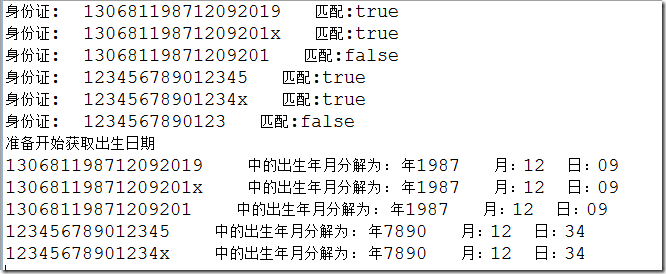 身份证:  130681198712092019   匹配:true
身份证:  13068119871209201x   匹配:true
身份证:  13068119871209201   匹配:false
身份证:  123456789012345   匹配:true
身份证:  12345678901234x   匹配:true
身份证:  1234567890123   匹配:false
准备开始获取出生日期
130681198712092019    中的出生年月分解为: 年1987   月: 12  日: 09
13068119871209201x    中的出生年月分解为: 年1987   月: 12  日: 09
13068119871209201    中的出生年月分解为: 年1987   月: 12  日: 09
123456789012345    中的出生年月分解为: 年7890   月: 12  日: 34
12345678901234x    中的出生年月分解为: 年7890   月: 12  日: 34